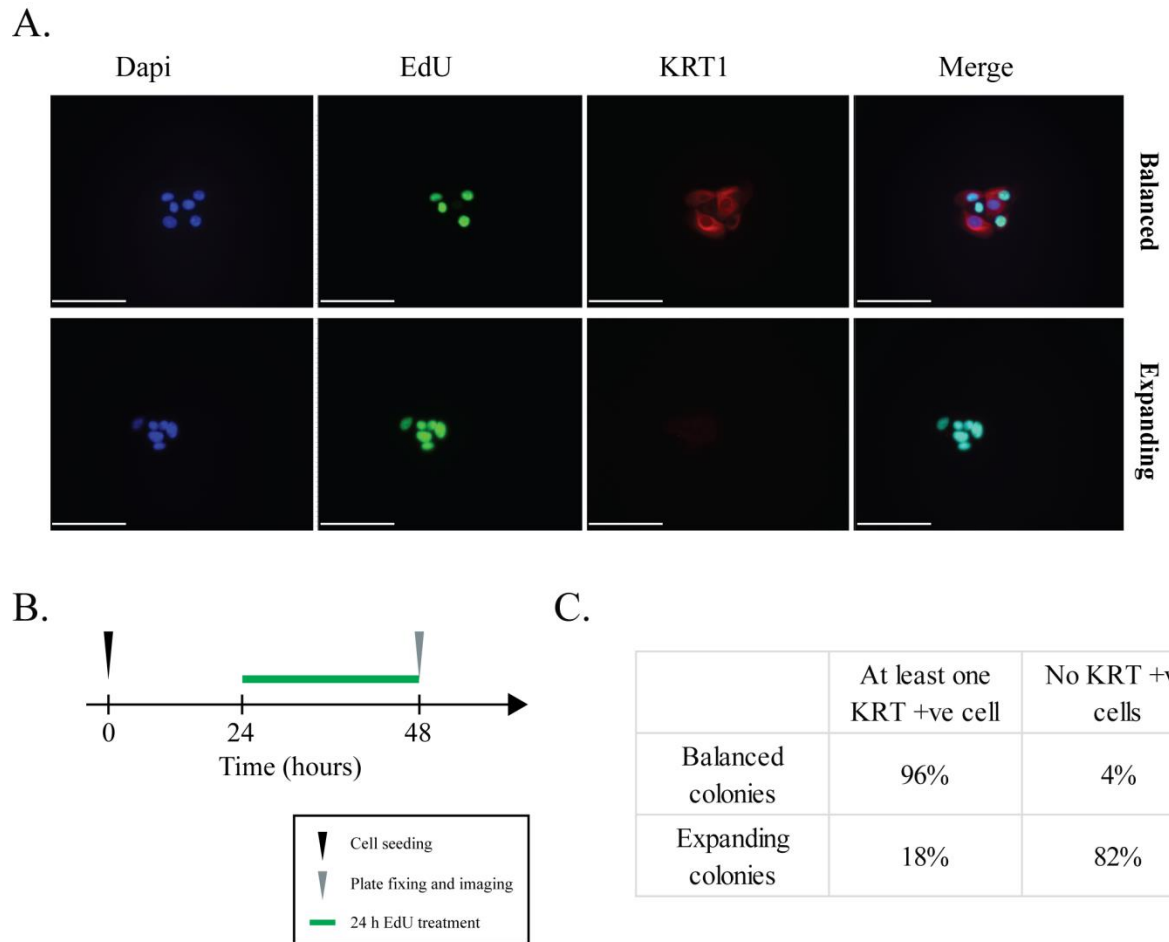 A.
Dapi EdU KRT1 Merge
Balanced
Expanding
B.
0 24 48
Time (hours)
Cell seeding
Plate fixing and imaging
24 h EdU treatment
C.
At least one No KRT
KRT +ve cell cells
Balanced
colonies 96% 4%
Expanding
colonies 18% 82%